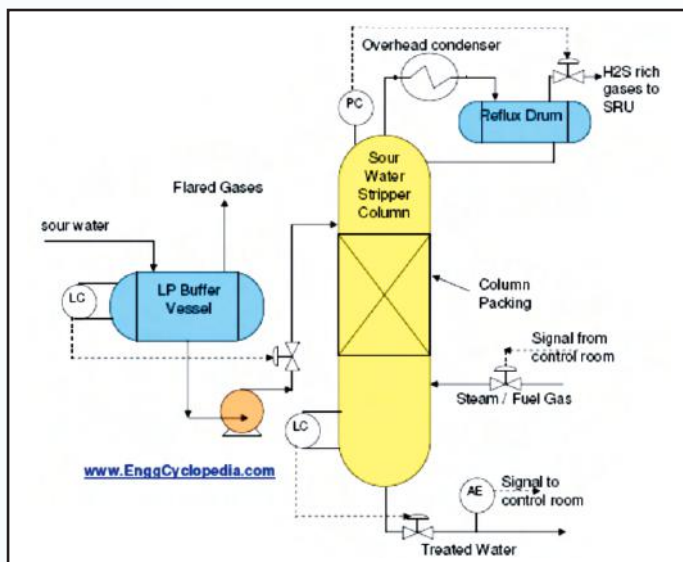 Overhead condenser
PC
H2S rich
gases to
SRU
Reflux Drum
Sour
Water
Stripper
Column
Flared Gases
sour water
LC
LP Buffer
Vessel
Column
Packing
Signal from
control room
Steam / Fuel Gas
LC
www.EnggCyclopedia.com
AE
Signal to
control room
Treated Water